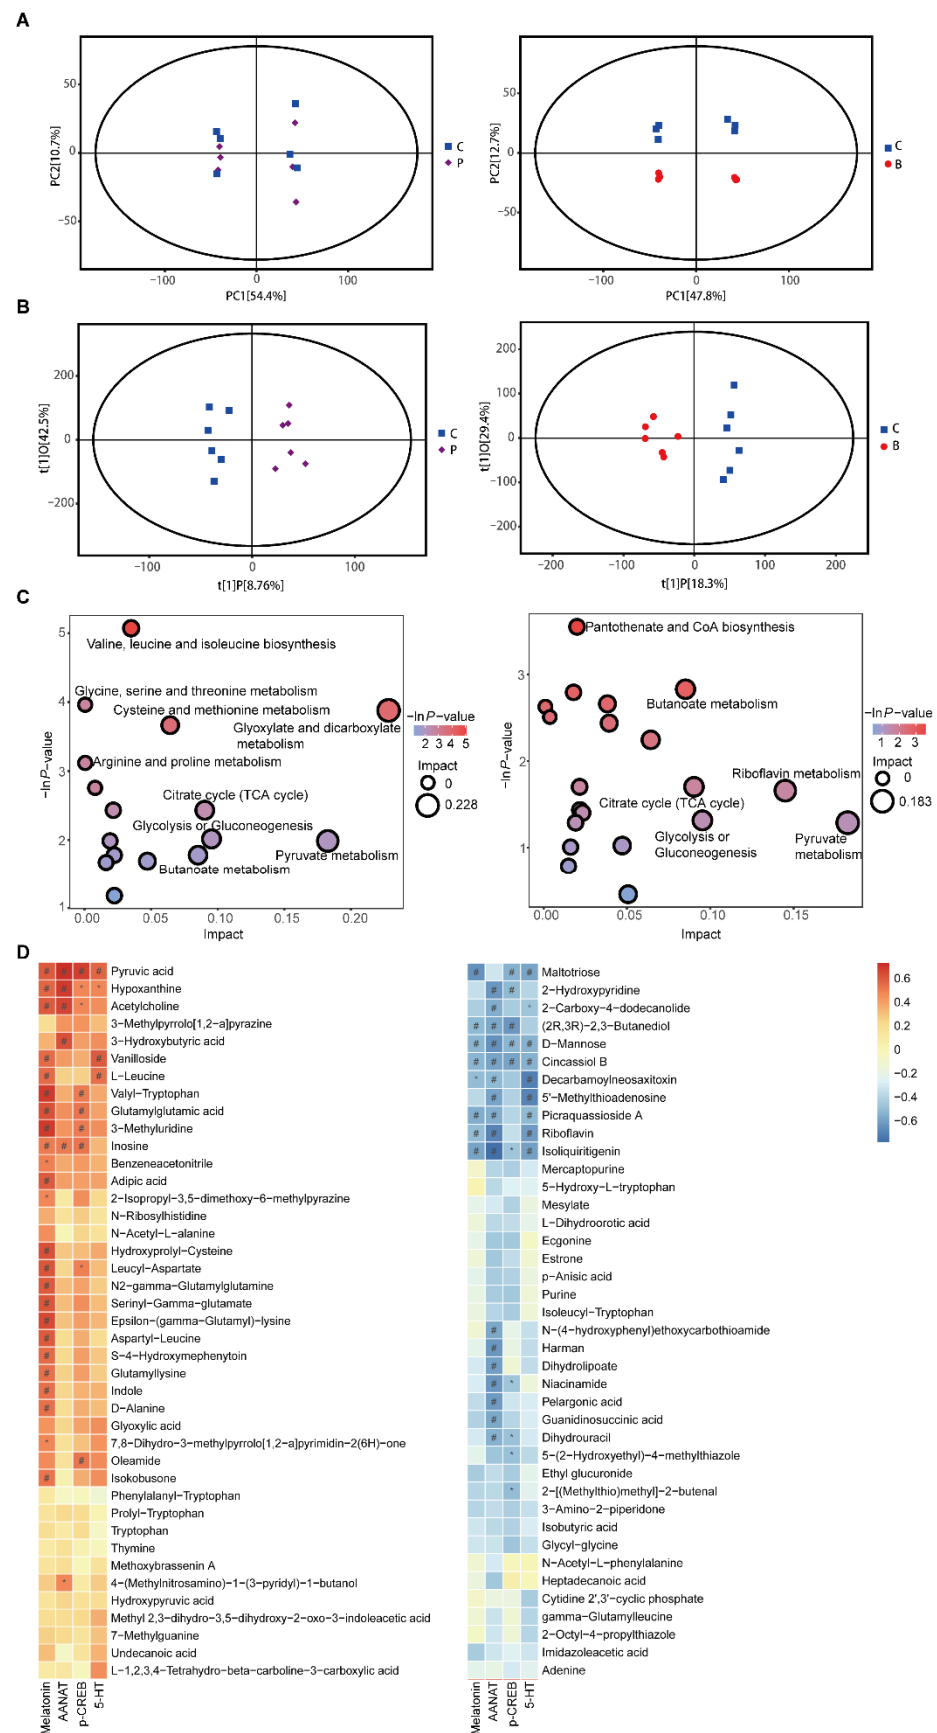 A
50
0
−50
PC2[10.7%]
−100
0
100
PC1[54.4%]
C
P
50
0
−50
PC2[12.7%]
−100
0
100
PC1[47.8%]
C
B
B
200
0
−200
t[1]O[42.5%]
−100
0
100
t[1]P[8.76%]
C
P
200
100
0
−100
−200
t[1]O[29.4%]
−200
−100
0
100
200
t[1]P[18.3%]
C
B
C
5
4
3
2
1
−lnP−value
Valine, leucine and isoleucine biosynthesis
Glycine, serine and threonine metabolism
Cysteine and methionine metabolism
Glyoxylate and dicarboxylate
metabolism
Arginine and proline metabolism
Citrate cycle (TCA cycle)
Glycolysis or Gluconeogenesis
Pyruvate metabolism
Butanoate metabolism
0.00
0.05
0.10
0.15
0.20
Impact
−lnP−value
2 3 4 5
Impact
0
0.228
3
2
1
−lnP−value
Pantothenate and CoA biosynthesis
Butanoate metabolism
Riboflavin metabolism
Citrate cycle (TCA cycle)
Glycolysis or
Gluconeogenesis
Pyruvate
metabolism
0.00
0.05
0.10
0.15
Impact
−lnP−value
1 2 3
Impact
0
0.183
D
# # # # Pyruvic acid
# # * * Hypoxanthine
# # * Acetylcholine
3−Methylpyrrolo[1,2−a]pyrazine
# 3−Hydroxybutyric acid
# # Vanilloside
# # L−Leucine
# # Valyl−Tryptophan
# # Glutamylglutamic acid
# # 3−Methyluridine
# # # Inosine
* Benzeneacetonitrile
# Adipic acid
* 2−Isopropyl−3,5−dimethoxy−6−methylpyrazine
N−Ribosylhistidine
N−Acetyl−L−alanine
# Hydroxyprolyl−Cysteine
# * Leucyl−Aspartate
# N2−gamma−Glutamylglutamine
# Serinyl−Gamma−glutamate
# Epsilon−(gamma−Glutamyl)−lysine
# Aspartyl−Leucine
# S−4−Hydroxymephenytoin
# Glutamyllysine
# Indole
# D−Alanine
Glyoxylic acid
* 7,8−Dihydro−3−methylpyrrolo[1,2−a]pyrimidin−2(6H)−one
# Oleamide
# Isokobusone
Phenylalanyl−Tryptophan
Prolyl−Tryptophan
Tryptophan
Thymine
Methoxybrassenin A
* 4−(Methylnitrosamino)−1−(3−pyridyl)−1−butanol
Hydroxypyruvic acid
Methyl 2,3−dihydro−3,5−dihydroxy−2−oxo−3−indoleacetic acid
7−Methylguanine
Undecanoic acid
L−1,2,3,4−Tetrahydro−beta−carboline−3−carboxylic acid
Melatonin
AANAT
p−CREB
5−HT
# # # Maltotriose
# # 2−Hydroxypyridine
# * 2−Carboxy−4−dodecanolide
# # # (2R,3R)−2,3−Butanediol
# # # # D−Mannose
# # # # Cincassiol B
* # # Decarbamoylneosaxitoxin
# # 5'−Methylthioadenosine
# # # Picraquassioside A
# # # Riboflavin
# # * # Isoliquiritigenin
Mercaptopurine
5−Hydroxy−L−tryptophan
Mesylate
L−Dihydroorotic acid
Ecgonine
Estrone
p−Anisic acid
Purine
Isoleucyl−Tryptophan
# N−(4−hydroxyphenyl)ethoxycarbothioamide
# Harman
# Dihydrolipoate
# * Niacinamide
# Pelargonic acid
# Guanidinosuccinic acid
# * Dihydrouracil
* 5−(2−Hydroxyethyl)−4−methylthiazole
Ethyl glucuronide
* 2−[(Methylthio)methyl]−2−butenal
3−Amino−2−piperidone
Isobutyric acid
Glycyl−glycine
N−Acetyl−L−phenylalanine
Heptadecanoic acid
Cytidine 2',3'−cyclic phosphate
gamma−Glutamylleucine
2−Octyl−4−propylthiazole
Imidazoleacetic acid
Adenine
Melatonin
AANAT
p−CREB
5−HT
0.6
0.4
0.2
0
−0.2
−0.4
−0.6